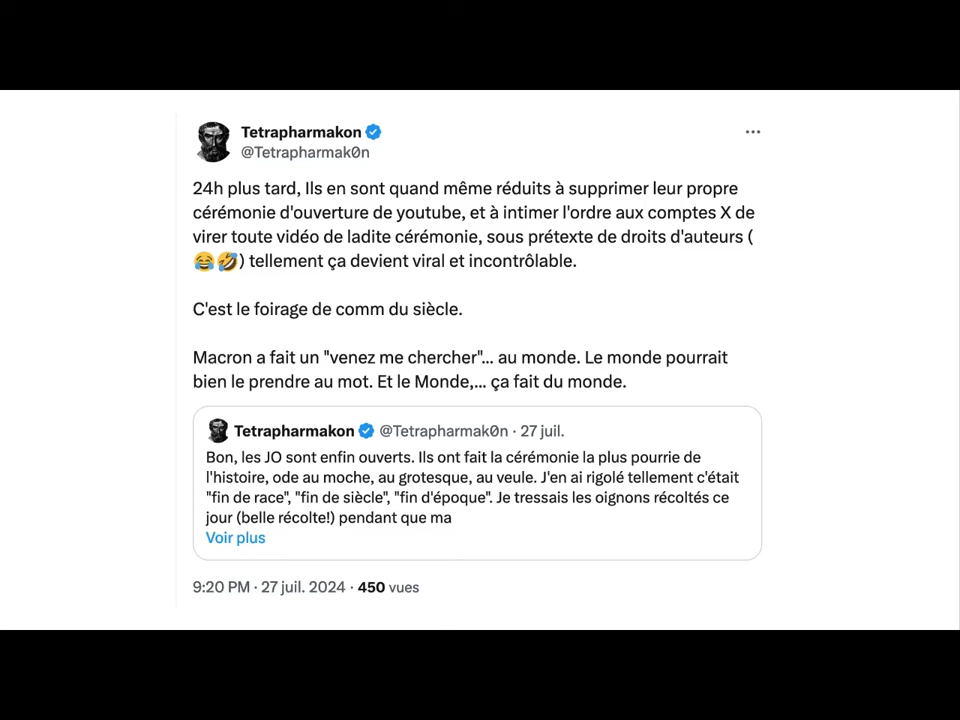 Tetrapharmakon
@Tetrapharmak0n
24h plus tard, Ils en sont quand même réduits à supprimer leur propre
cérémonie d'ouverture de youtube, et à intimer l'ordre aux comptes X de
virer toute vidéo de ladite cérémonie, sous prétexte de droits d'auteurs (
😂🤣) tellement ça devient viral et incontrôlable.
C'est le foirage de comm du siècle.
Macron a fait un "venez me chercher"... au monde. Le monde pourrait
bien le prendre au mot. Et le Monde,... ça fait du monde.
Tetrapharmakon @Tetrapharmak0n · 27 juil.
Bon, les JO sont enfin ouverts. Ils ont fait la cérémonie la plus pourrie de
l'histoire, ode au moche, au grotesque, au veule. J'en ai rigolé tellement c'était
"fin de race", "fin de siècle", "fin d'époque". Je tressais les oignons récoltés ce
jour (belle récolte!) pendant que ma
Voir plus
9:20 PM · 27 juil. 2024 · 450 vues